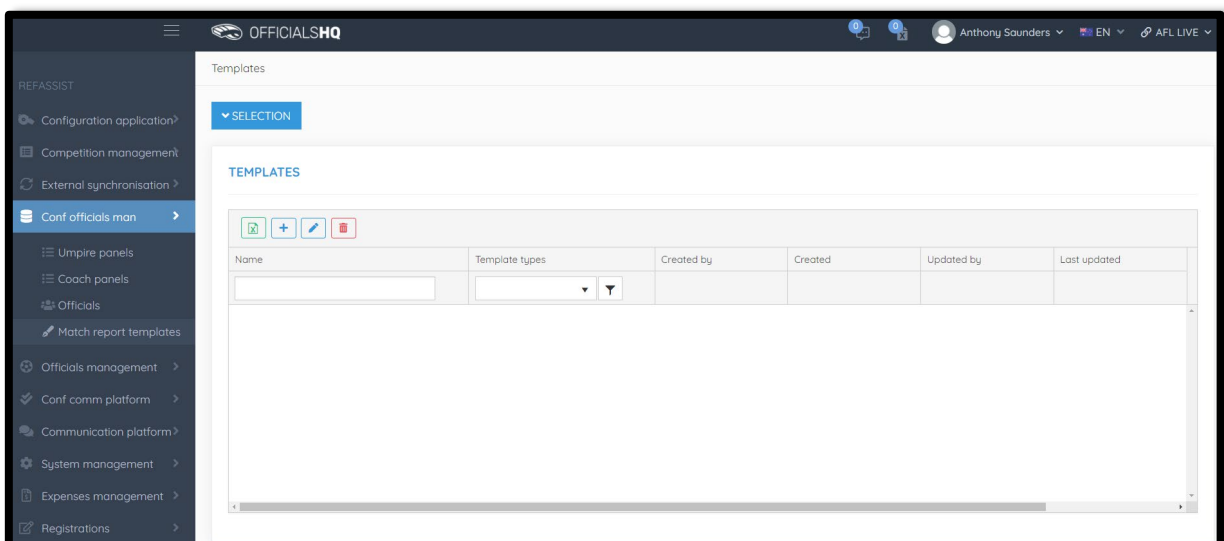 OFFICIALSHQ
0
0
Anthony Saunders
EN
AFL LIVE
REFASSIST
Configuration application
Competition management
External synchronisation
Conf officials man
Umpire panels
Coach panels
Officials
Match report templates
Officials management
Conf comm platform
Communication platform
System management
Expenses management
Registrations
Templates
SELECTION
TEMPLATES
Name Template types Created by Created Updated by Last updated